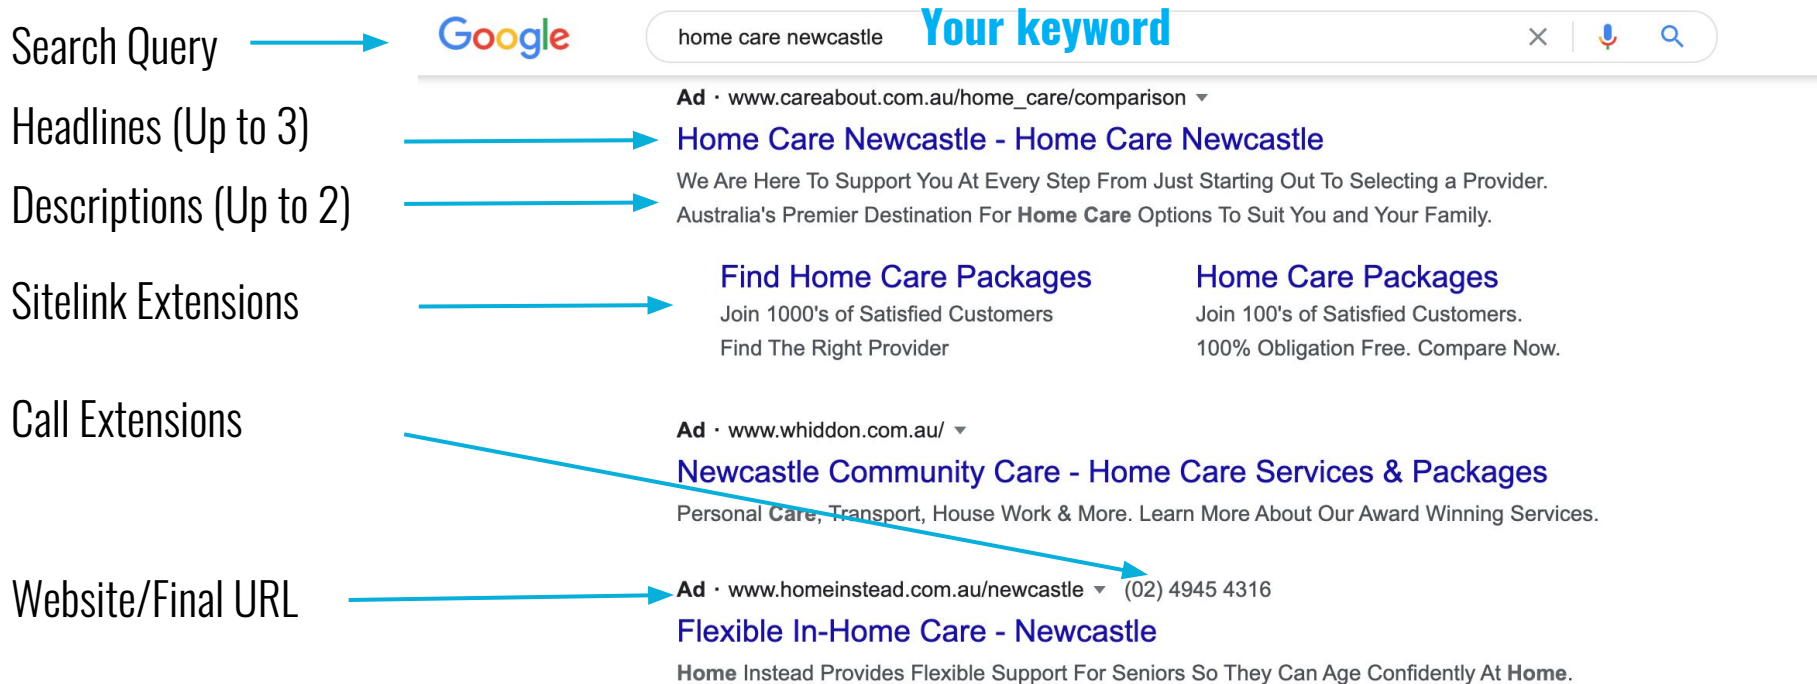 Search Query
Google
home care newcastle
Your keyword
Headlines (Up to 3)
Descriptions (Up to 2)
Sitelink Extensions
Call Extensions
Website/Final URL
Ad · www.careabout.com.au/home_care/comparison
Home Care Newcastle - Home Care Newcastle
We Are Here To Support You At Every Step From Just Starting Out To Selecting a Provider.
Australia's Premier Destination For Home Care Options To Suit You and Your Family.
Find Home Care Packages
Join 1000's of Satisfied Customers
Find The Right Provider
Home Care Packages
Join 100's of Satisfied Customers.
100% Obligation Free. Compare Now.
Ad · www.whiddon.com.au/
Newcastle Community Care - Home Care Services & Packages
Personal Care, Transport, House Work & More. Learn More About Our Award Winning Services.
Ad · www.homeinstead.com.au/newcastle (02) 4945 4316
Flexible In-Home Care - Newcastle
Home Instead Provides Flexible Support For Seniors So They Can Age Confidently At Home.